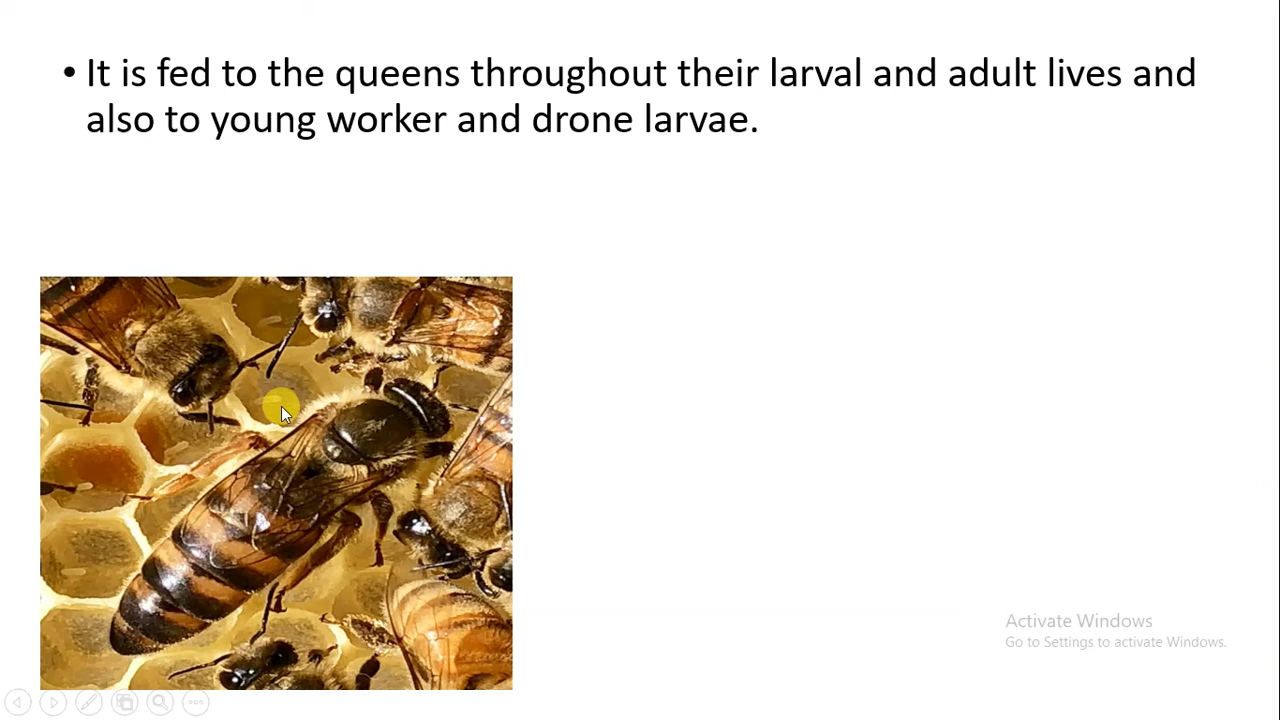 • It is fed to the queens throughout their larval and adult lives and
also to young worker and drone larvae.
Activate Windows
Go to Settings to activate Windows.